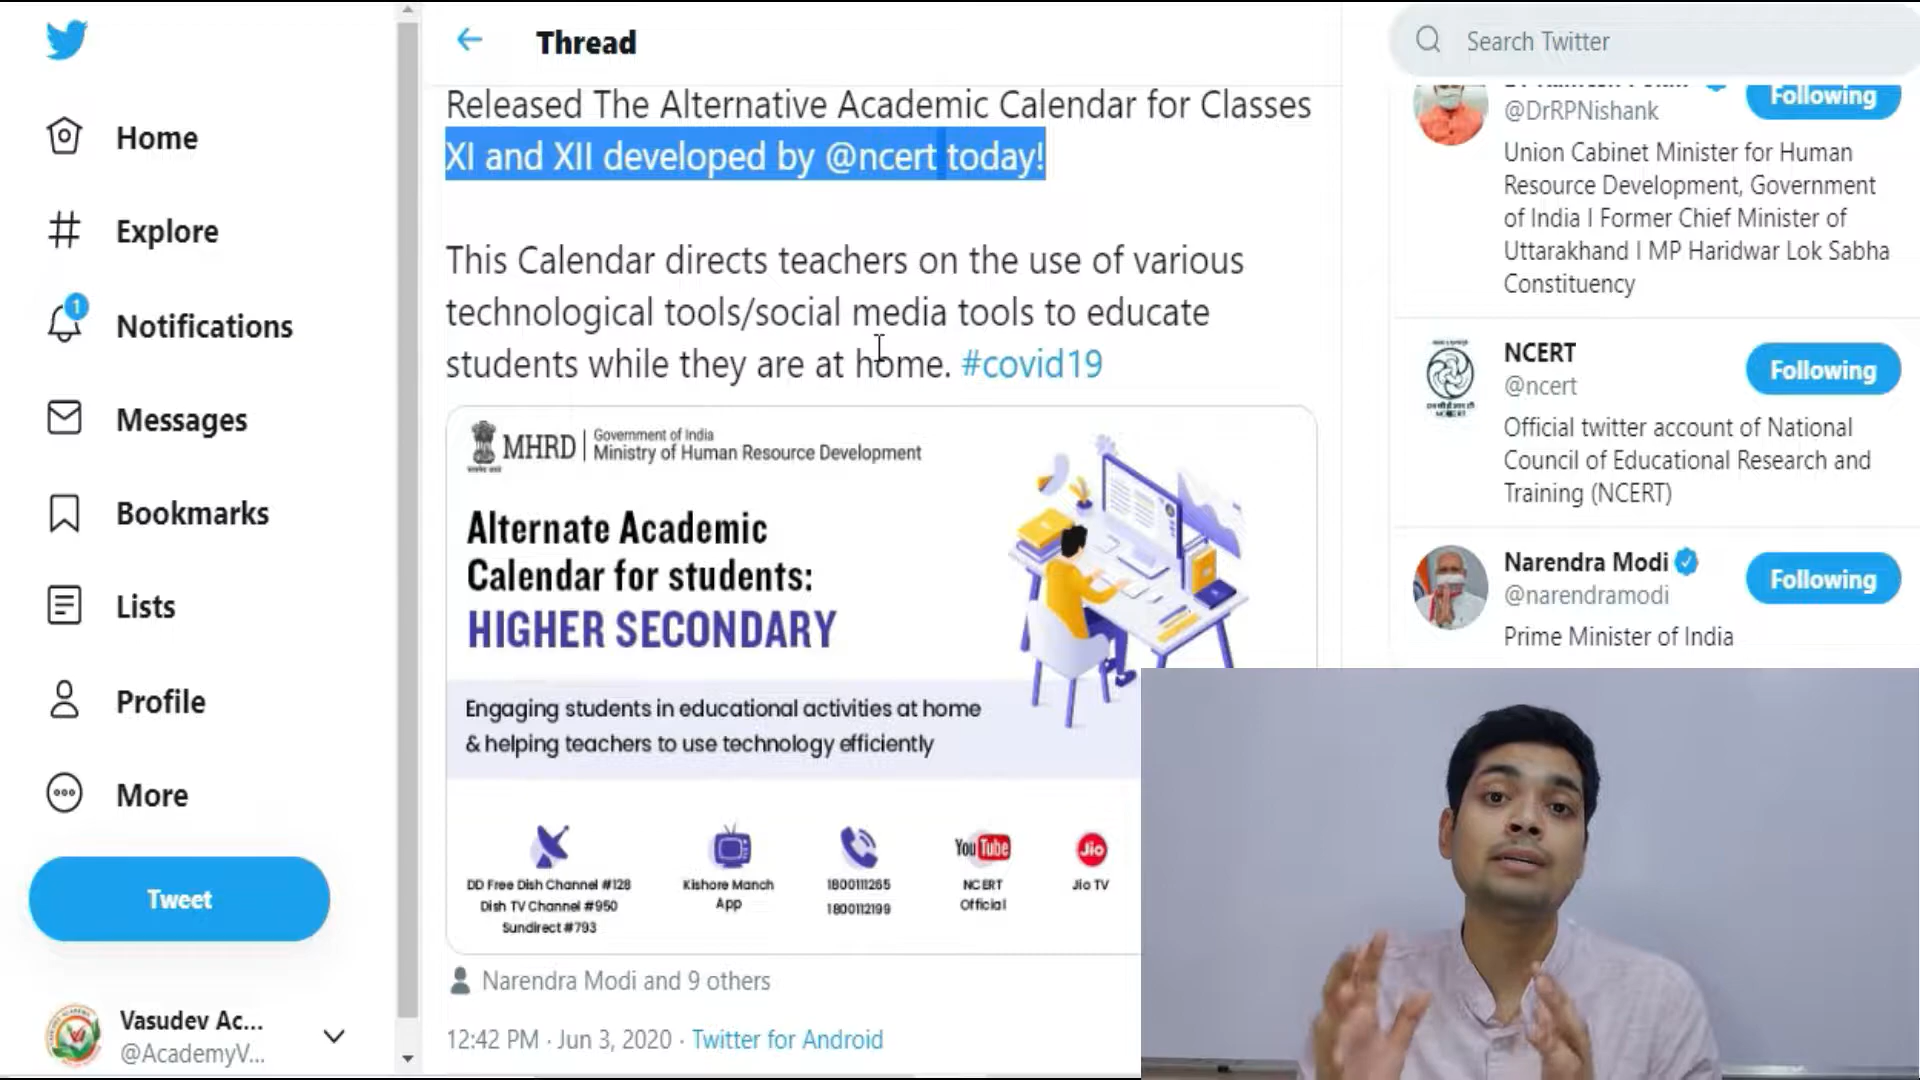 Home
Explore
1
Notifications
Messages
Bookmarks
Lists
Profile
More
Tweet
Vasudev Ac...
@AcademyV...
Thread
Released The Alternative Academic Calendar for Classes
XI and XII developed by @ncert today!
This Calendar directs teachers on the use of various
technological tools/social media tools to educate
students while they are at home. #covid19
MHRD
Government of India
Ministry of Human Resource Development
Alternate Academic
Calendar for students:
HIGHER SECONDARY
Engaging students in educational activities at home
& helping teachers to use technology efficiently
DD Free Dish Channel #128
Dish TV Channel #950
Sundirect #793
Kishore Manch
App
1800111265
1800112199
YouTube
NCERT
Official
Jio
Jio TV
Narendra Modi and 9 others
12:42 PM · Jun 3, 2020 · Twitter for Android
Search Twitter
@DrRPNishank
Following
Union Cabinet Minister for Human
Resource Development, Government
of India I Former Chief Minister of
Uttarakhand I MP Haridwar Lok Sabha
Constituency
NCERT
@ncert
Following
Official twitter account of National
Council of Educational Research and
Training (NCERT)
Narendra Modi
@narendramodi
Following
Prime Minister of India